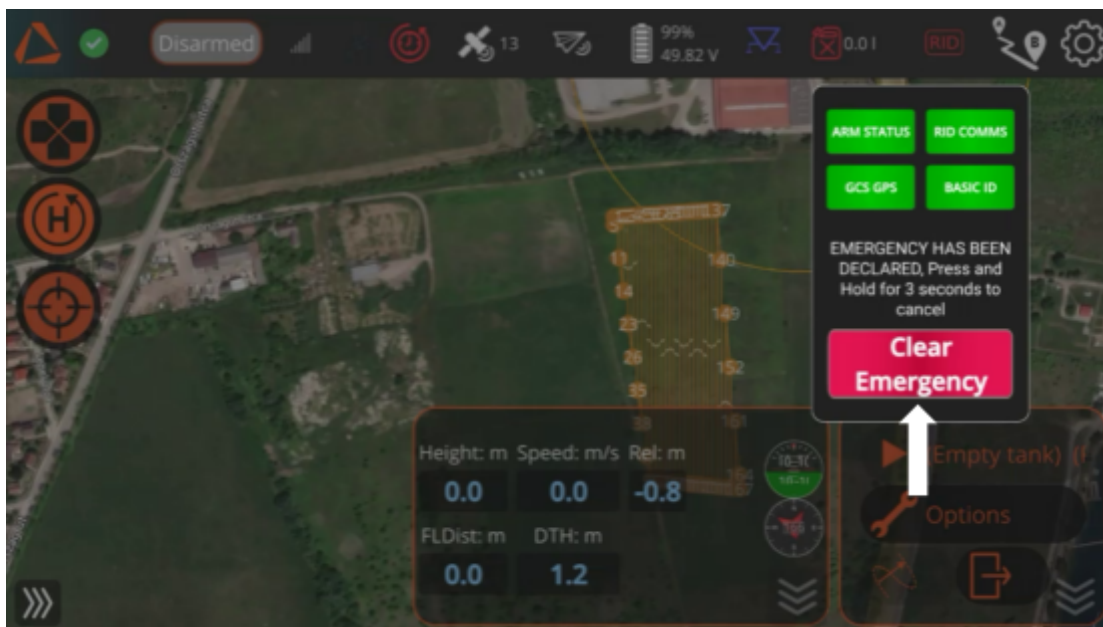 Disarmed
13
99%
49.82 V
0.0 l
RID
B
ARM STATUS
RID COMMS
GCS GPS
BASIC ID
EMERGENCY HAS BEEN
DECLARED, Press and
Hold for 3 seconds to
cancel
Clear
Emergency
H
5
37
11
140
14
149
23
26
152
35
38
161
Height: m Speed: m/s Rel: m
0.0 0.0 -0.8
FLDist: m DTH: m
0.0 1.2
(Empty tank)
Options